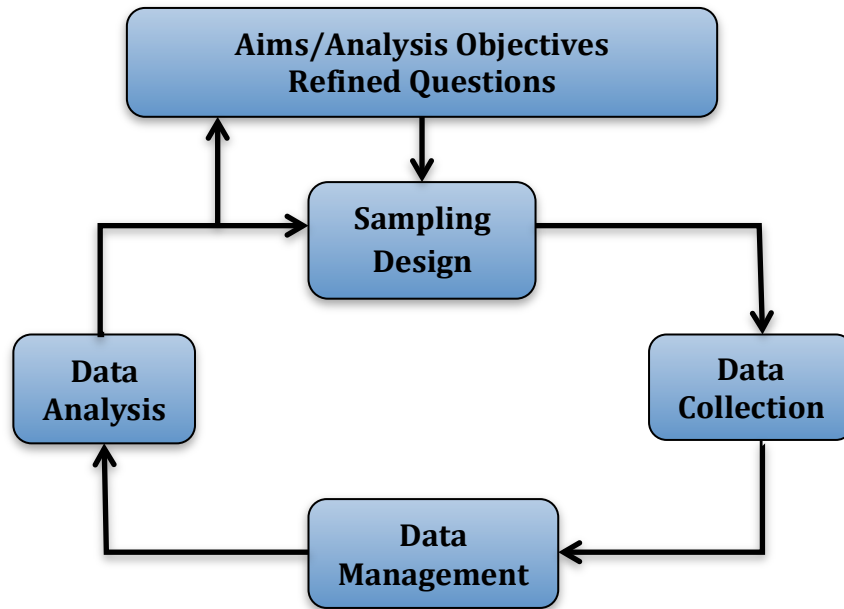 Aims/Analysis Objectives
Refined Questions
Sampling
Design
Data
Analysis
Data
Collection
Data
Management